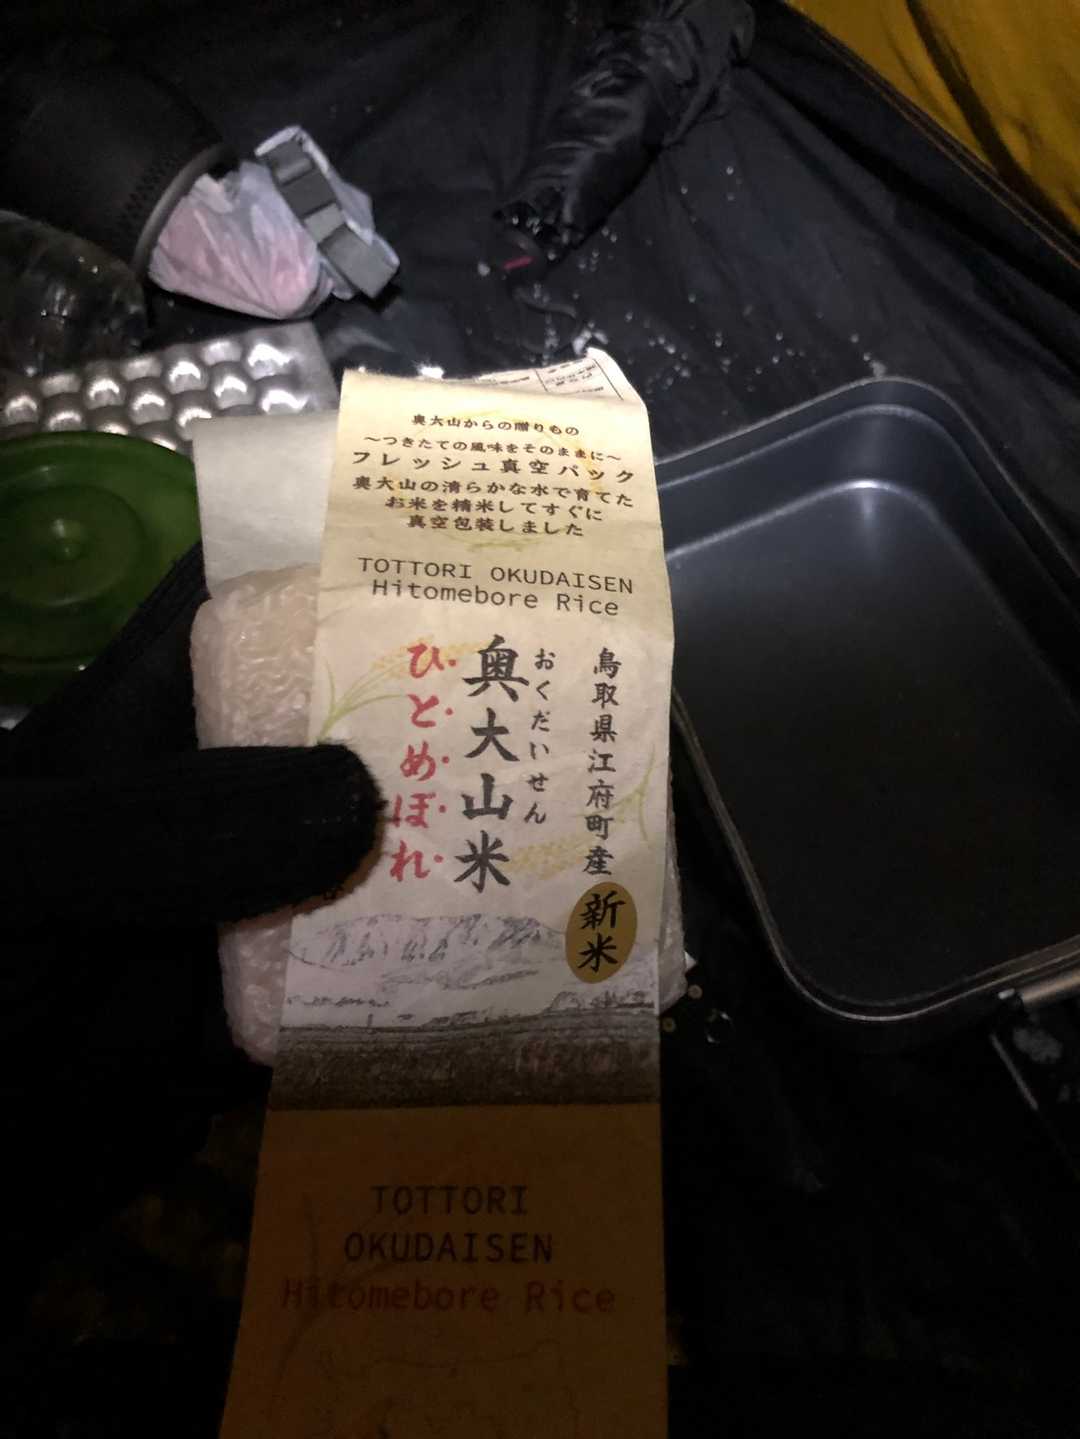 奥大山からの贈りもの
〜つきたての風味をそのままに〜
フレッシュ真空パック
奥大山の清らかな水で育てた
お米を精米してすぐに
真空包装しました
TOTTORI OKUDAISEN
Hitomebore Rice
鳥取県江府町産
新米
おくだいせん
奥大山米
ひとめぼれ
TOTTORI
OKUDAISEN
Hitomebore Rice